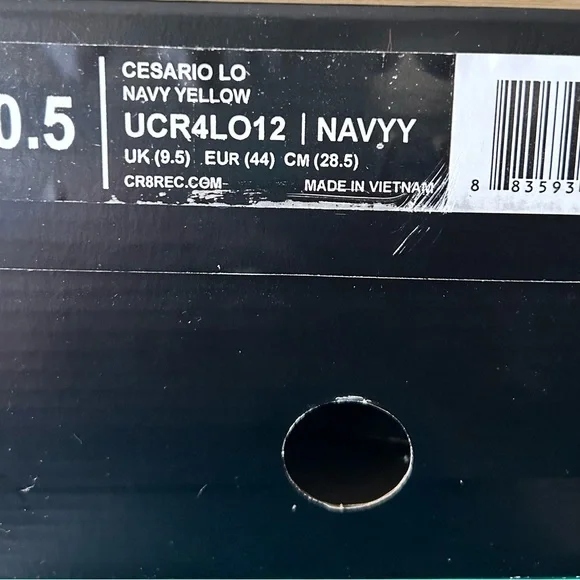 0.5
CESARIO LO
NAVY YELLOW
UCR4LO12 | NAVYY
UK (9.5) EUR (44) CM (28.5)
CR8REC.COM
MADE IN VIETNAM
8 83593